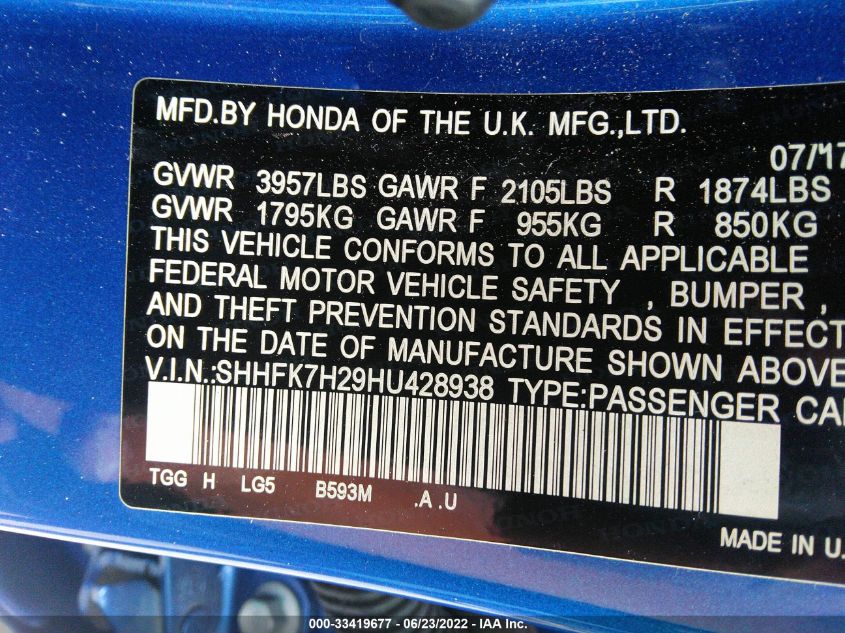 MFD.BY HONDA OF THE U.K. MFG.,LTD.
07/17
GVWR 3957LBS GAWR F 2105LBS R 1874LBS
GVWR 1795KG GAWR F 955KG R 850KG
THIS VEHICLE CONFORMS TO ALL APPLICABLE
FEDERAL MOTOR VEHICLE SAFETY , BUMPER ,
AND THEFT PREVENTION STANDARDS IN EFFECT
ON THE DATE OF MANUFACTURE SHOWN ABOVE
V.I.N.:SHHFK7H29HU428938 TYPE:PASSENGER CAR
TGG H LG5 B593M .A .U
MADE IN U.
000-33419677 - 06/23/2022 - IAA Inc.